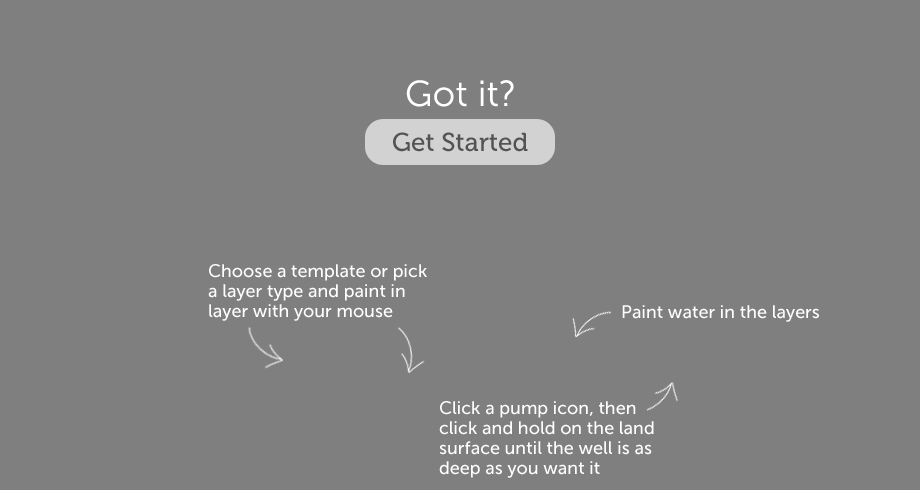 Got it?
Get Started
Choose a template or pick
a layer type and paint in
layer with your mouse
Paint water in the layers
Click a pump icon, then
click and hold on the land
surface until the well is as
deep as you want it